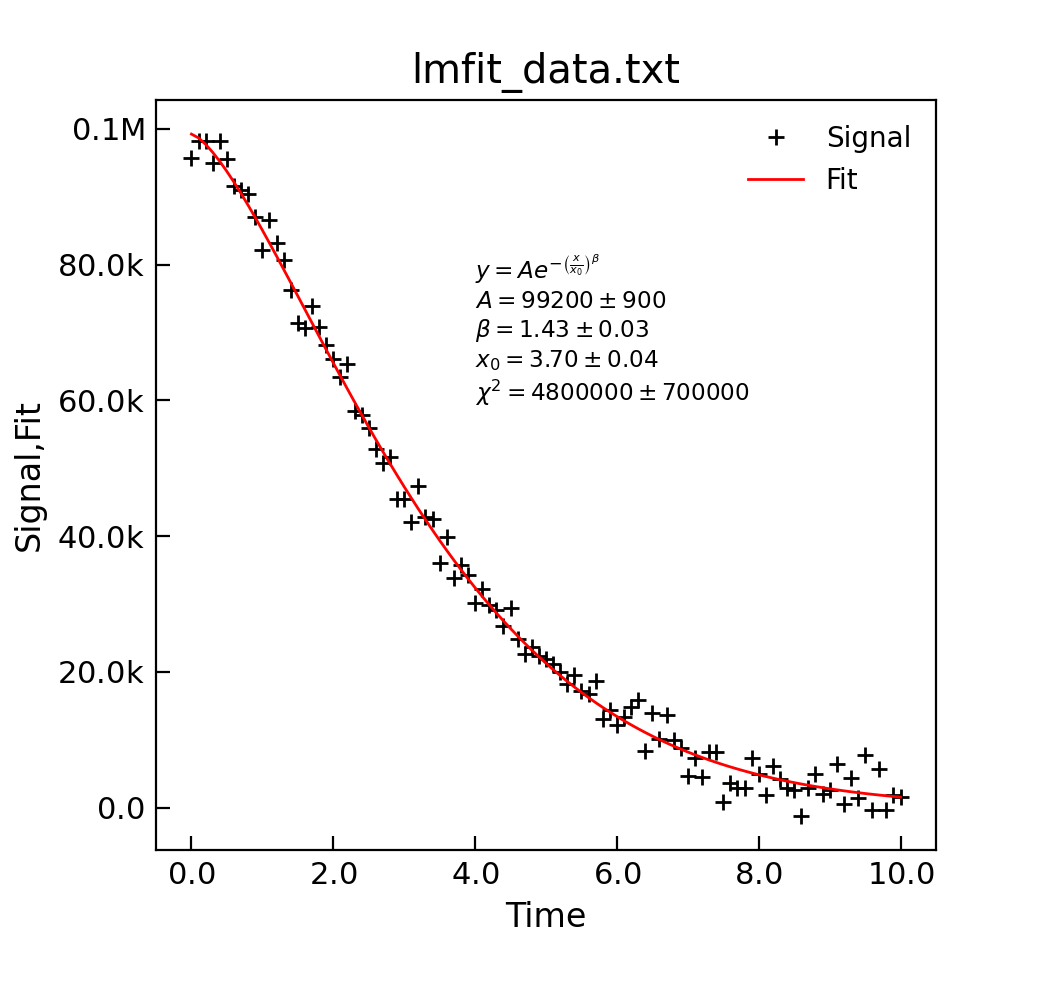 lmfit_data.txt
0.1M
80.0k
60.0k
40.0k
20.0k
0.0
Signal,Fit
Signal
Fit
$y = Ae^{-\left(\frac{x}{x_0}\right)^\beta}$
$A = 99200 \pm 900$
$\beta = 1.43 \pm 0.03$
$x_0 = 3.70 \pm 0.04$
$\chi^2 = 4800000 \pm 700000$
0.0 2.0 4.0 6.0 8.0 10.0
Time